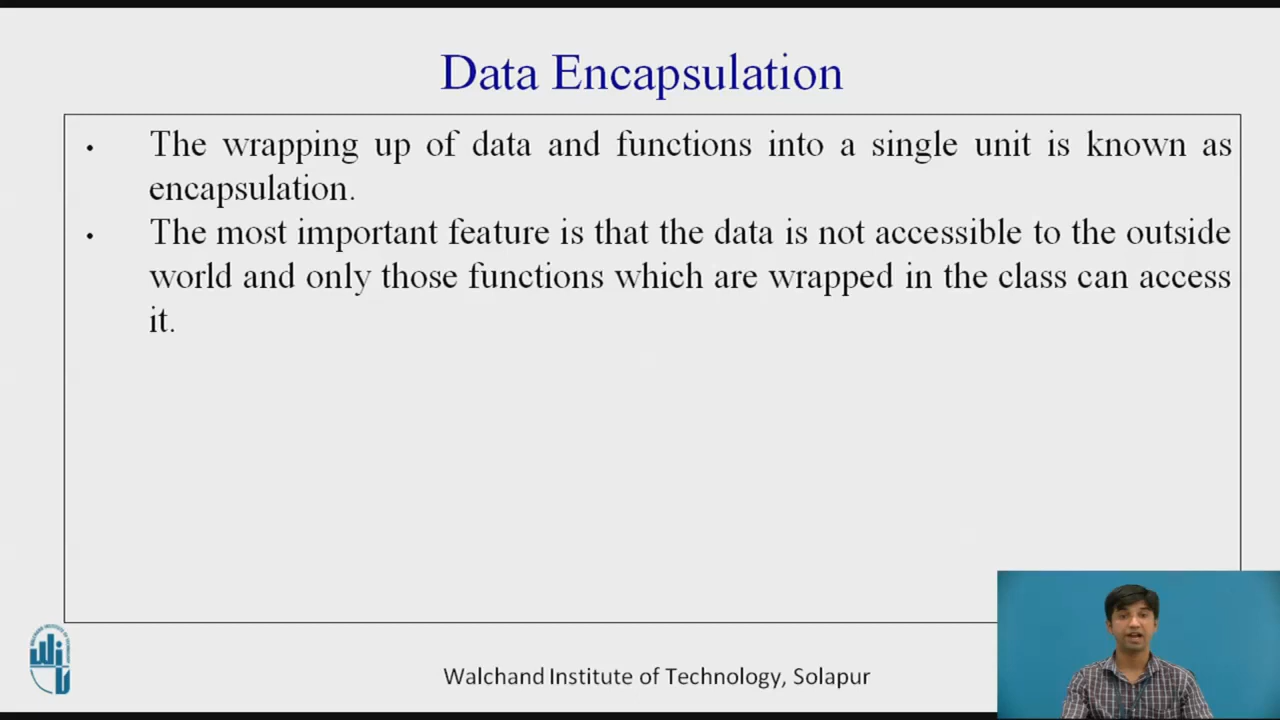 Data Encapsulation
• The wrapping up of data and functions into a single unit is known as
encapsulation.
• The most important feature is that the data is not accessible to the outside
world and only those functions which are wrapped in the class can access
it.
Walchand Institute of Technology, Solapur